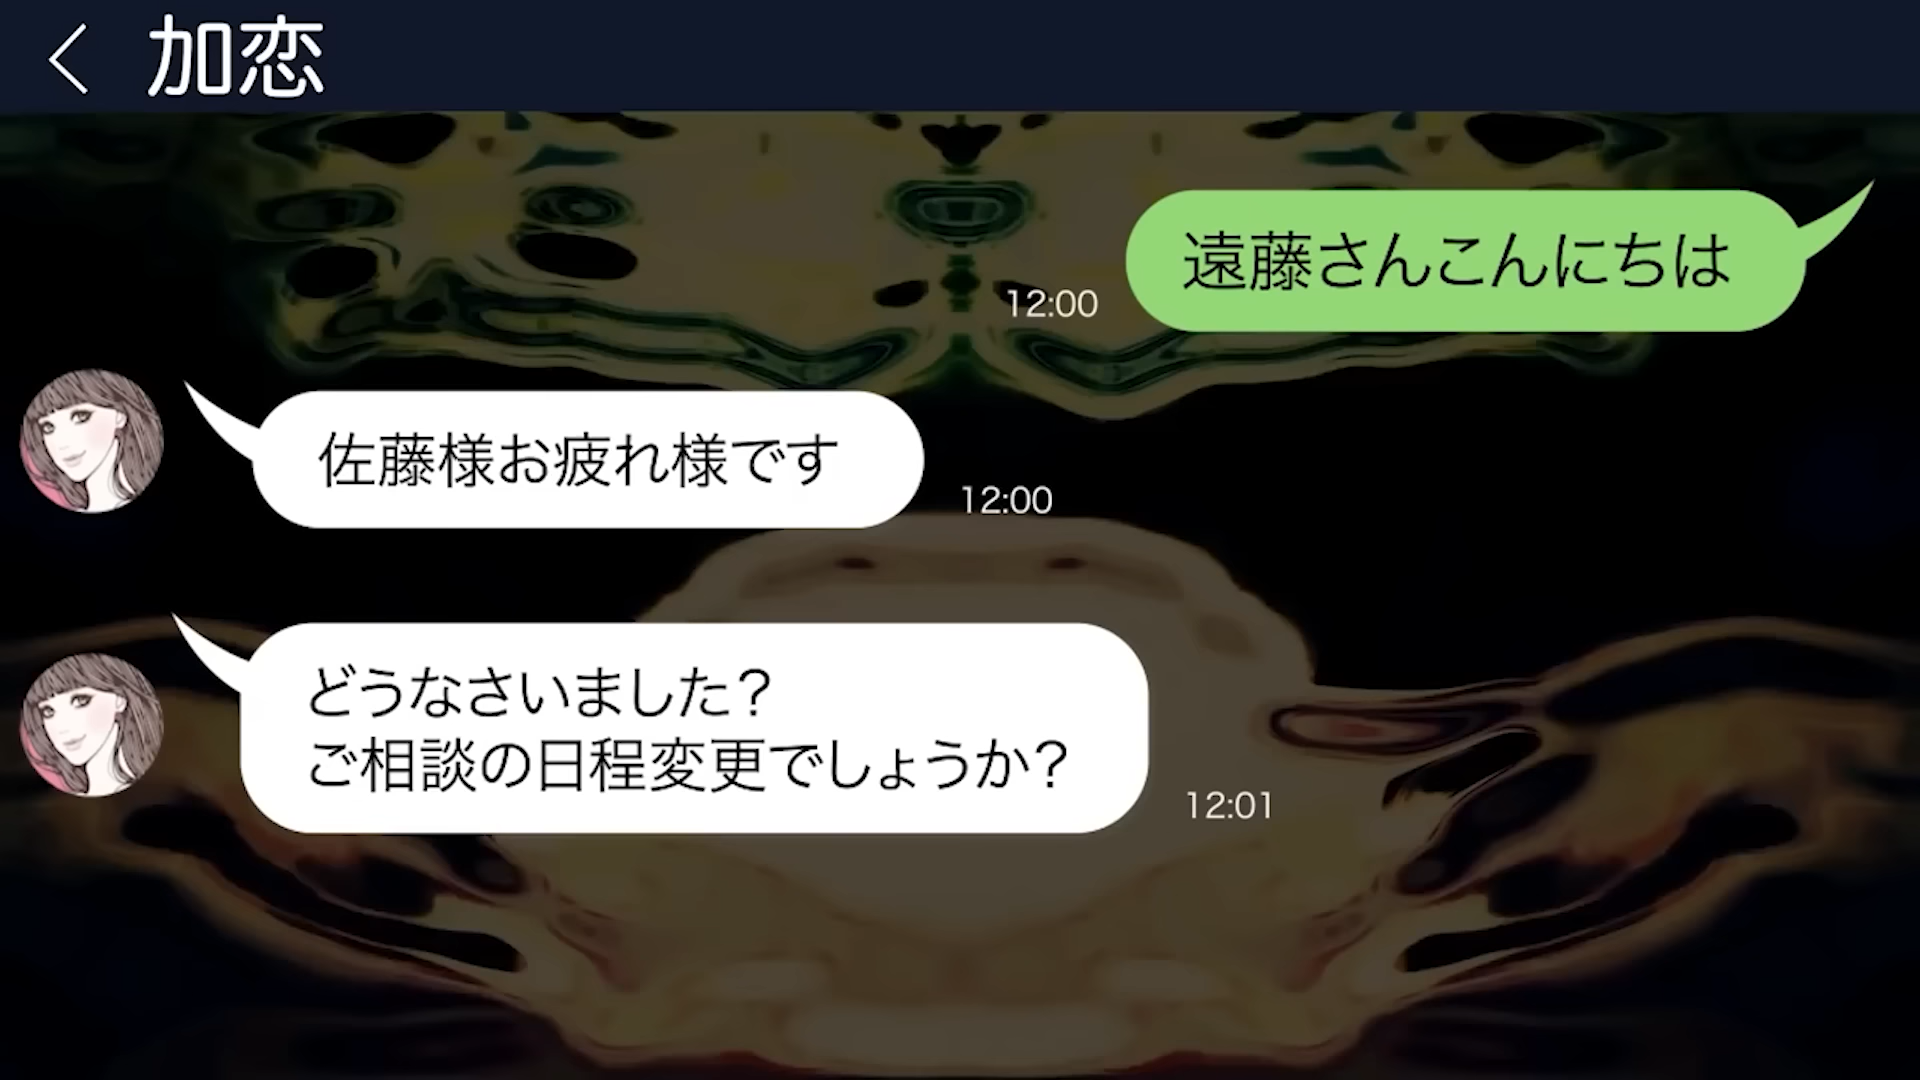 加恋
遠藤さんこんにちは
12:00
佐藤様お疲れ様です
12:00
どうなさいました？
ご相談の日程変更でしょうか？
12:01